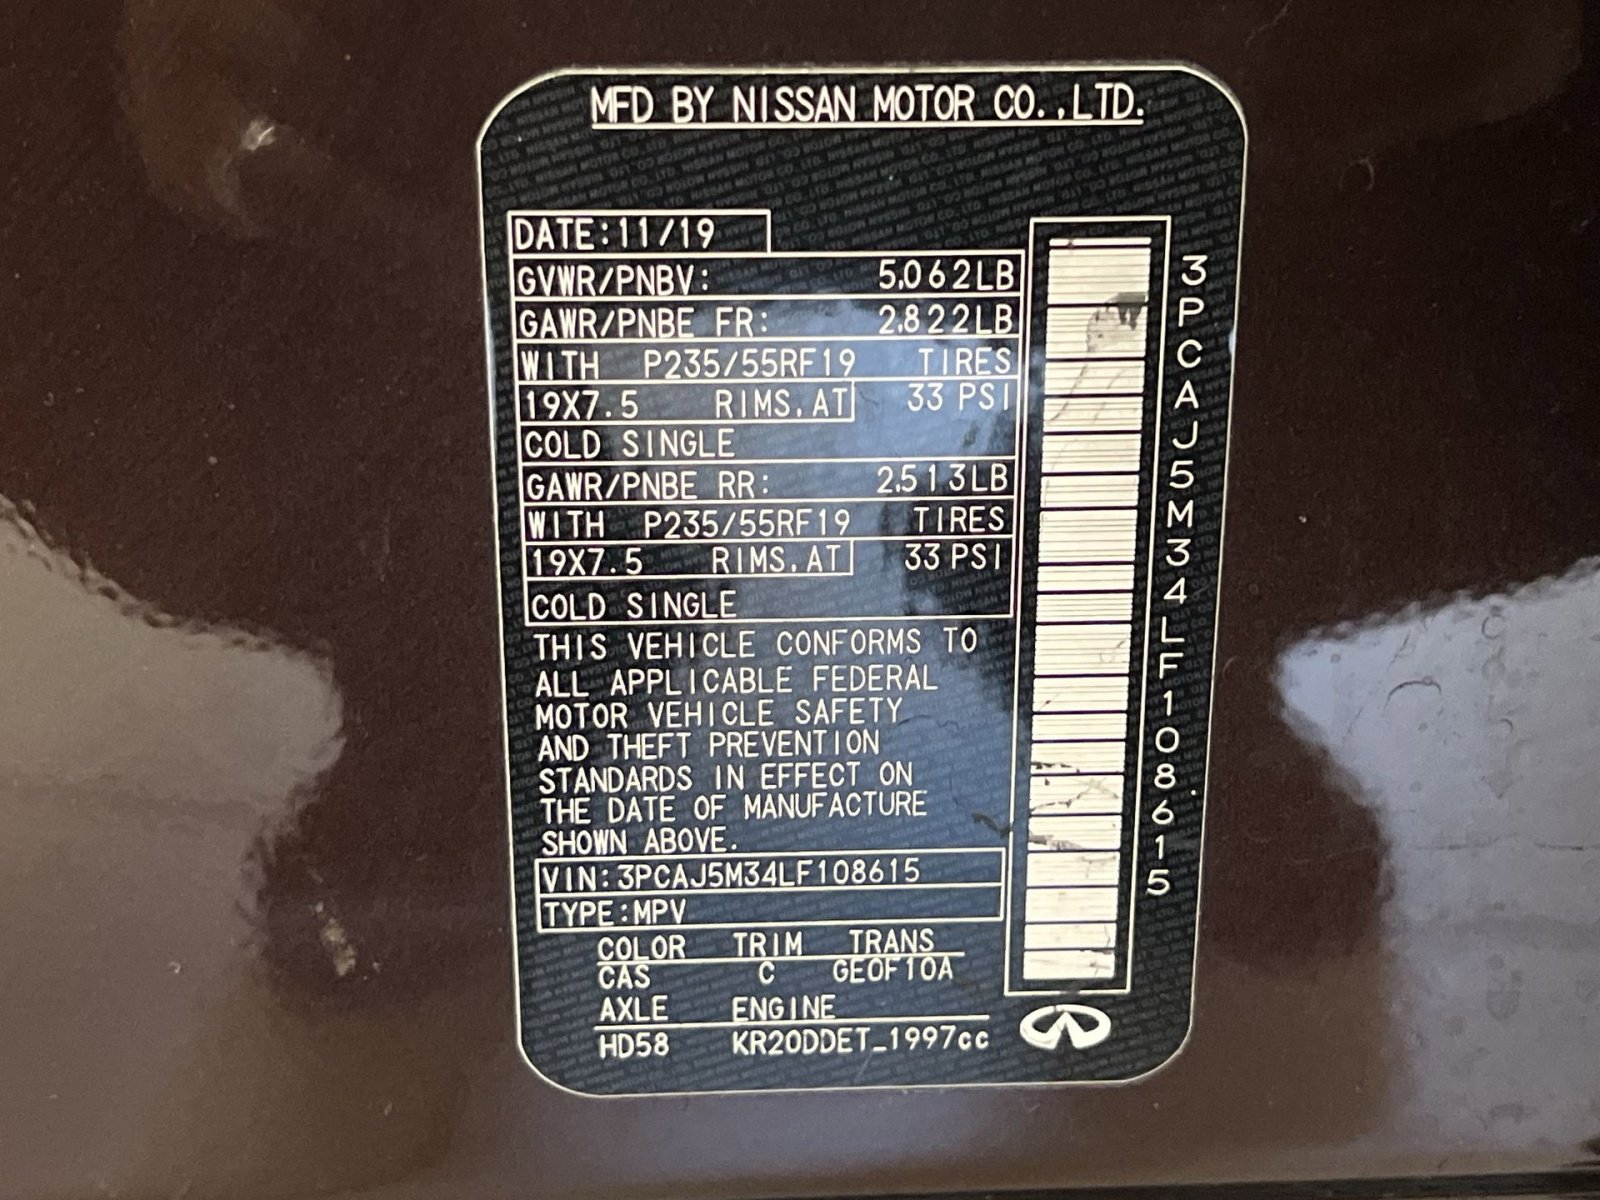 MFD BY NISSAN MOTOR CO.,LTD.
DATE:11/19
GVWR/PNBV: 5,062LB
GAWR/PNBE FR: 2,822LB
WITH P235/55RF19 TIRES
19X7.5 RIMS,AT 33 PSI
COLD SINGLE
GAWR/PNBE RR: 2,513LB
WITH P235/55RF19 TIRES
19X7.5 RIMS,AT 33 PSI
COLD SINGLE
THIS VEHICLE CONFORMS TO
ALL APPLICABLE FEDERAL
MOTOR VEHICLE SAFETY
AND THEFT PREVENTION
STANDARDS IN EFFECT ON
THE DATE OF MANUFACTURE
SHOWN ABOVE.
VIN:3PCAJ5M34LF108615
TYPE:MPV
COLOR TRIM TRANS
CAS C GE0F10A
AXLE ENGINE
HD58 KR20DDET_1997cc
3PCAJ5M34LF108615